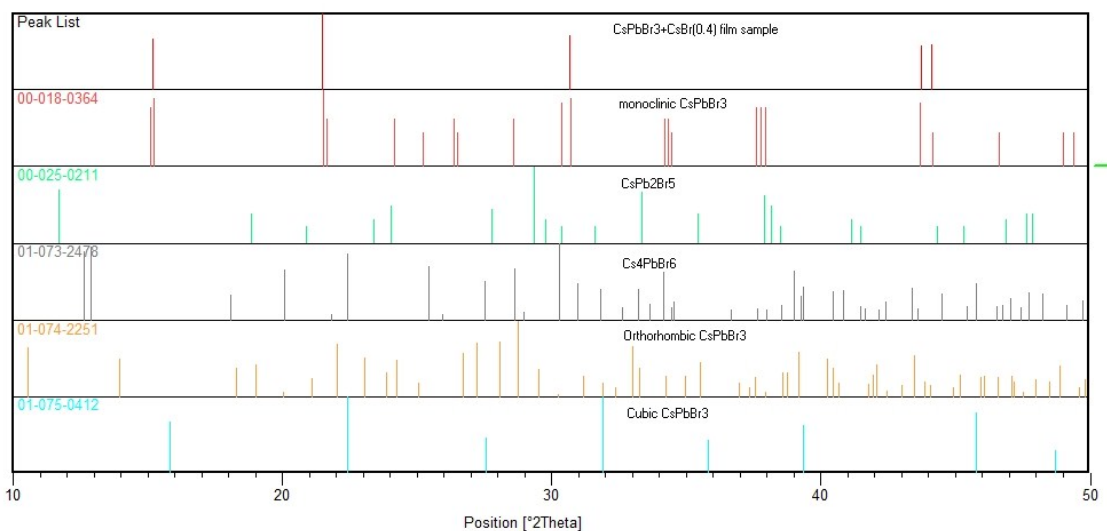 Peak List
CsPbBr3+CsBr(0.4) film sample
00-018-0364
monoclinic CsPbBr3
00-025-0211
CsPb2Br5
01-073-2478
Cs4PbBr6
01-074-2251
Orthorhombic CsPbBr3
01-075-0412
Cubic CsPbBr3
10 20 30 40 50
Position [°2Theta]